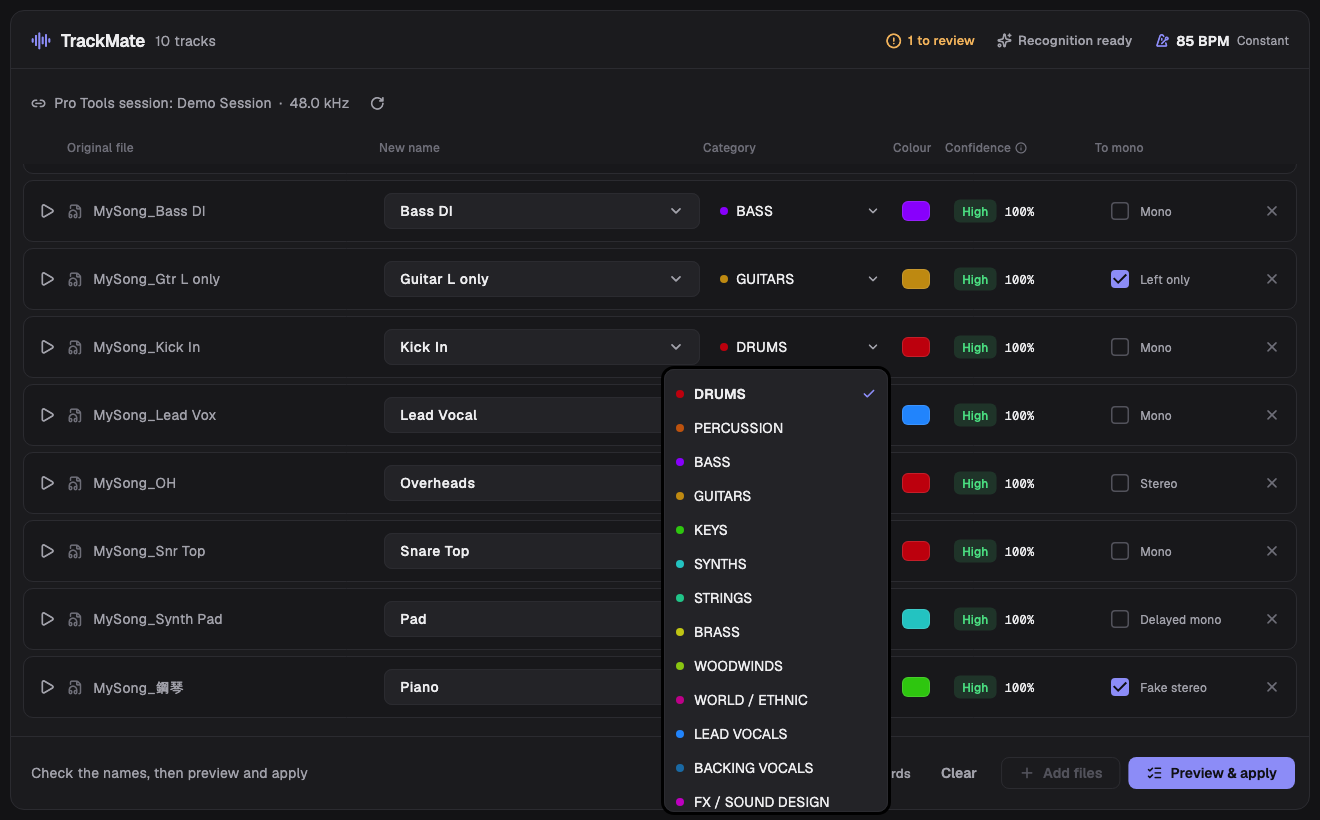 TrackMate 10 tracks 1 to review Recognition ready 85 BPM Constant
Pro Tools session: Demo Session · 48.0 kHz
Original file New name Category Colour Confidence To mono
MySong_Bass DI Bass DI BASS High 100% Mono
MySong_Gtr L only Guitar L only GUITARS High 100% Left only
MySong_Kick In Kick In DRUMS High 100% Mono
DRUMS
MySong_Lead Vox Lead Vocal High 100% Mono
PERCUSSION
BASS
MySong_OH Overheads High 100% Stereo
GUITARS
KEYS
MySong_Snr Top Snare Top High 100% Mono
SYNTHS
STRINGS
MySong_Synth Pad Pad High 100% Delayed mono
BRASS
WOODWINDS
MySong_鋼琴 Piano High 100% Fake stereo
WORLD / ETHNIC
LEAD VOCALS
BACKING VOCALS
Check the names, then preview and apply Clear Add files Preview & apply
FX / SOUND DESIGN